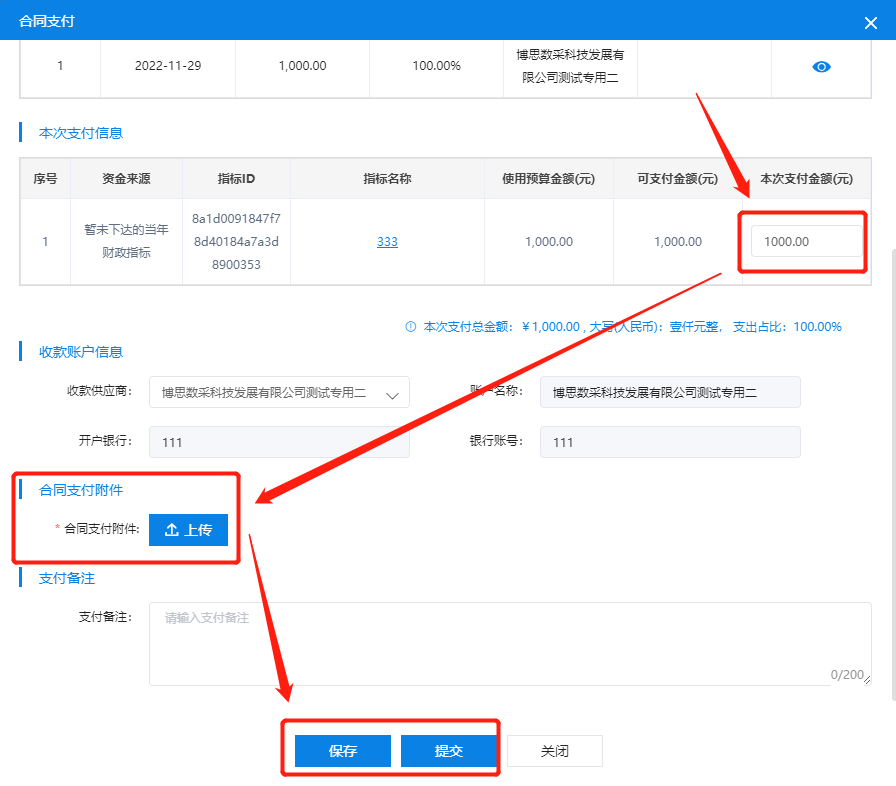 合同支付
1 2022-11-29 1,000.00 100.00% 博思数采科技发展有
限公司测试专用二
本次支付信息
序号 资金来源 指标ID 指标名称 使用预算金额(元) 可支付金额(元) 本次支付金额(元)
8a1d0091847f7
暂未下达的当年
1 8d40184a7a3d 333 1,000.00 1,000.00 1000.00
财政指标
8900353
本次支付总金额: ¥1,000.00 , 大写(人民币): 壹仟元整, 支出占比: 100.00%
收款账户信息
收款供应商: 博思数采科技发展有限公司测试专用二 账户名称: 博思数采科技发展有限公司测试专用二
开户银行: 111 银行账号: 111
合同支付附件
* 合同支付附件: 上传
支付备注
支付备注: 请输入支付备注
0/200
保存 提交 关闭